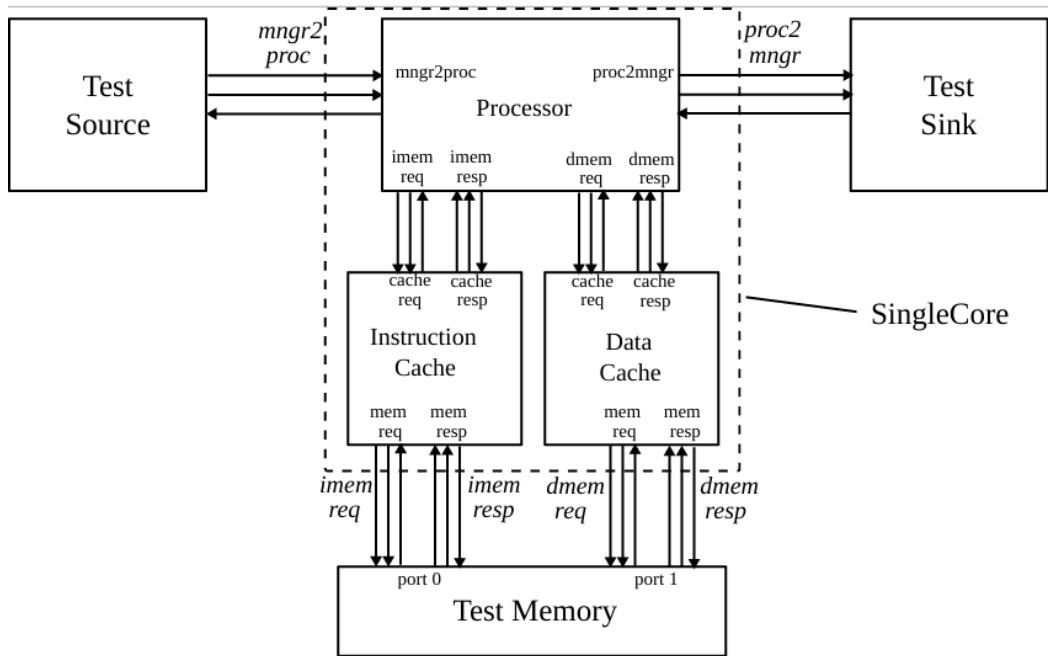 mngr2
proc
proc2
mngr
Test
Source
mngr2proc
proc2mngr
Processor
Test
Sink
imem
req
imem
resp
dmem
req
dmem
resp
cache
req
cache
resp
cache
req
cache
resp
Instruction
Cache
Data
Cache
SingleCore
mem
req
mem
resp
mem
req
mem
resp
imem
req
imem
resp
dmem
req
dmem
resp
port 0
port 1
Test Memory